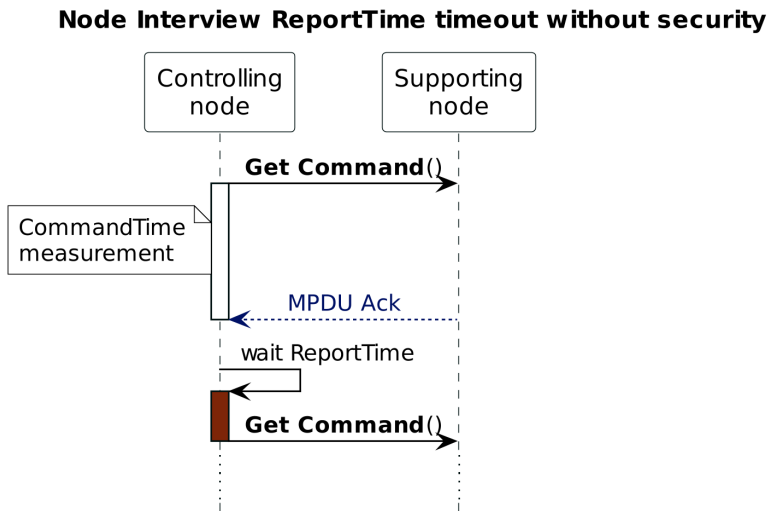 Node Interview ReportTime timeout without security
Controlling
node
Supporting
node
Get Command()
CommandTime
measurement
MPDU Ack
wait ReportTime
Get Command()